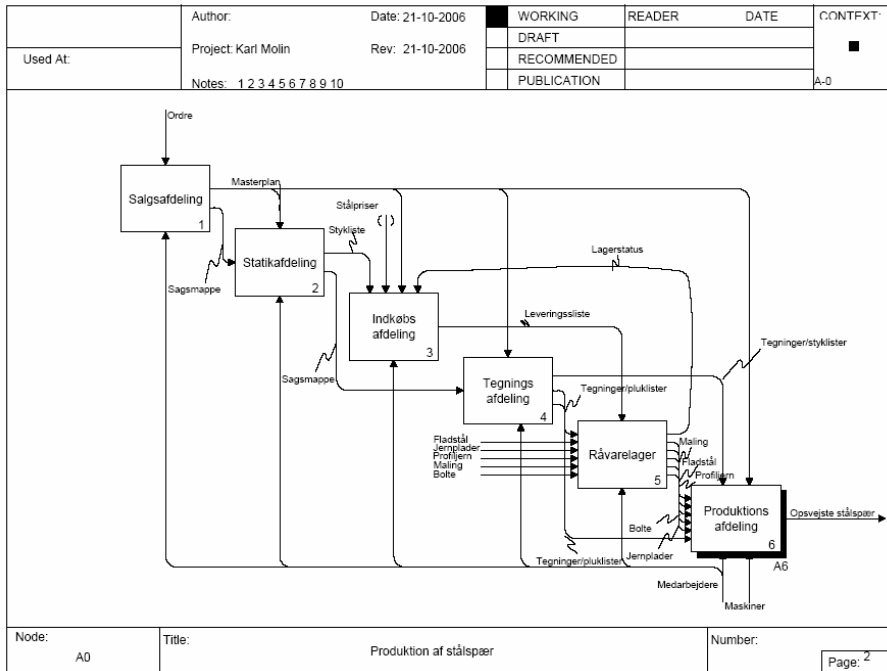 Used At:
Author:
Date: 21-10-2006
Project: Karl Molin
Rev: 21-10-2006
Notes: 1 2 3 4 5 6 7 8 9 10
WORKING
DRAFT
RECOMMENDED
PUBLICATION
READER
DATE
CONTEXT:
A-0
Ordre
Salgsafdeling
1
Masterplan
Sagsmappe
Statikafdeling
2
Stålpriser
( )
Stykliste
Sagsmappe
Indkøbs
afdeling
3
Lagerstatus
Leveringssliste
Tegnings
afdeling
4
Tegninger/styklister
Tegninger/pluklister
Fladstål
Jernplader
Profiljern
Maling
Bolte
Råvarelager
5
Maling
Fladstål
Profiljern
Bolte
Jernplader
Tegninger/pluklister
Produktions
afdeling
6
A6
Opsvejste stålspær
Medarbejdere
Maskiner
Node:
A0
Title:
Produktion af stålspær
Number:
Page: 2